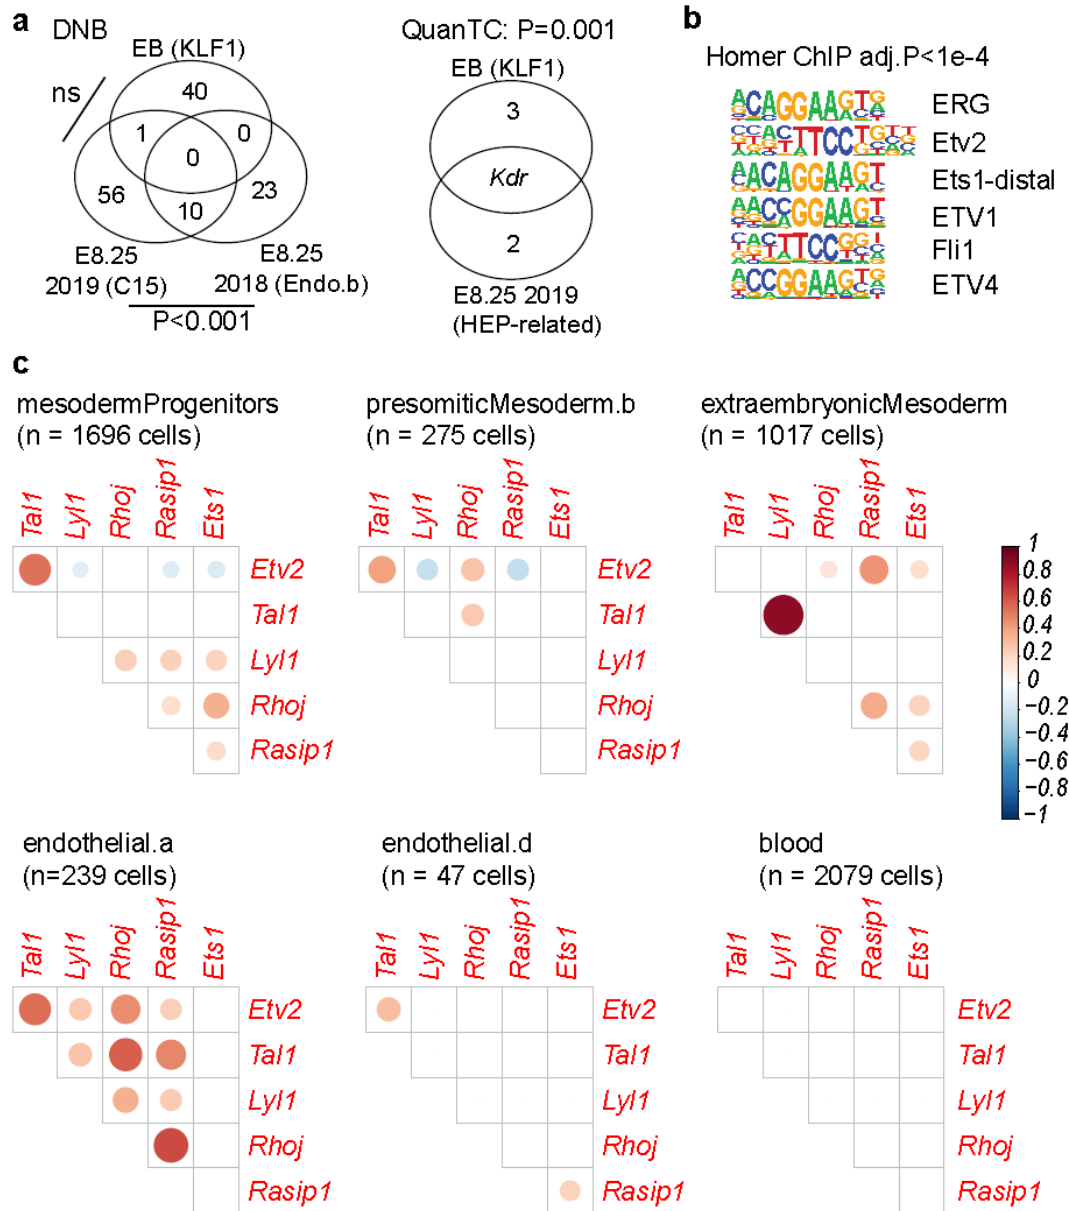 a
DNB
EB (KLF1)
ns
40
1
0
0
56
23
10
E8.25
2019 (C15)
E8.25
2018 (Endo.b)
P<0.001
QuanTC: P=0.001
EB (KLF1)
3
Kdr
2
E8.25 2019
(HEP-related)
b
Homer ChIP adj.P<1e-4
ERG
Etv2
Ets1-distal
ETV1
Fli1
ETV4
c
mesodermProgenitors
(n = 1696 cells)
Tal1 Lyl1 Rhoj Rasip1 Ets1
Etv2
Tal1
Lyl1
Rhoj
Rasip1
presomiticMesoderm.b
(n = 275 cells)
Tal1 Lyl1 Rhoj Rasip1 Ets1
Etv2
Tal1
Lyl1
Rhoj
Rasip1
extraembryonicMesoderm
(n = 1017 cells)
Tal1 Lyl1 Rhoj Rasip1 Ets1
1
0.8
0.6
0.4
0.2
0
−0.2
−0.4
−0.6
−0.8
−1
endothelial.a
(n=239 cells)
Tal1 Lyl1 Rhoj Rasip1 Ets1
Etv2
Tal1
Lyl1
Rhoj
Rasip1
endothelial.d
(n = 47 cells)
Tal1 Lyl1 Rhoj Rasip1 Ets1
Etv2
Tal1
Lyl1
Rhoj
Rasip1
blood
(n = 2079 cells)
Tal1 Lyl1 Rhoj Rasip1 Ets1
Etv2
Tal1
Lyl1
Rhoj
Rasip1